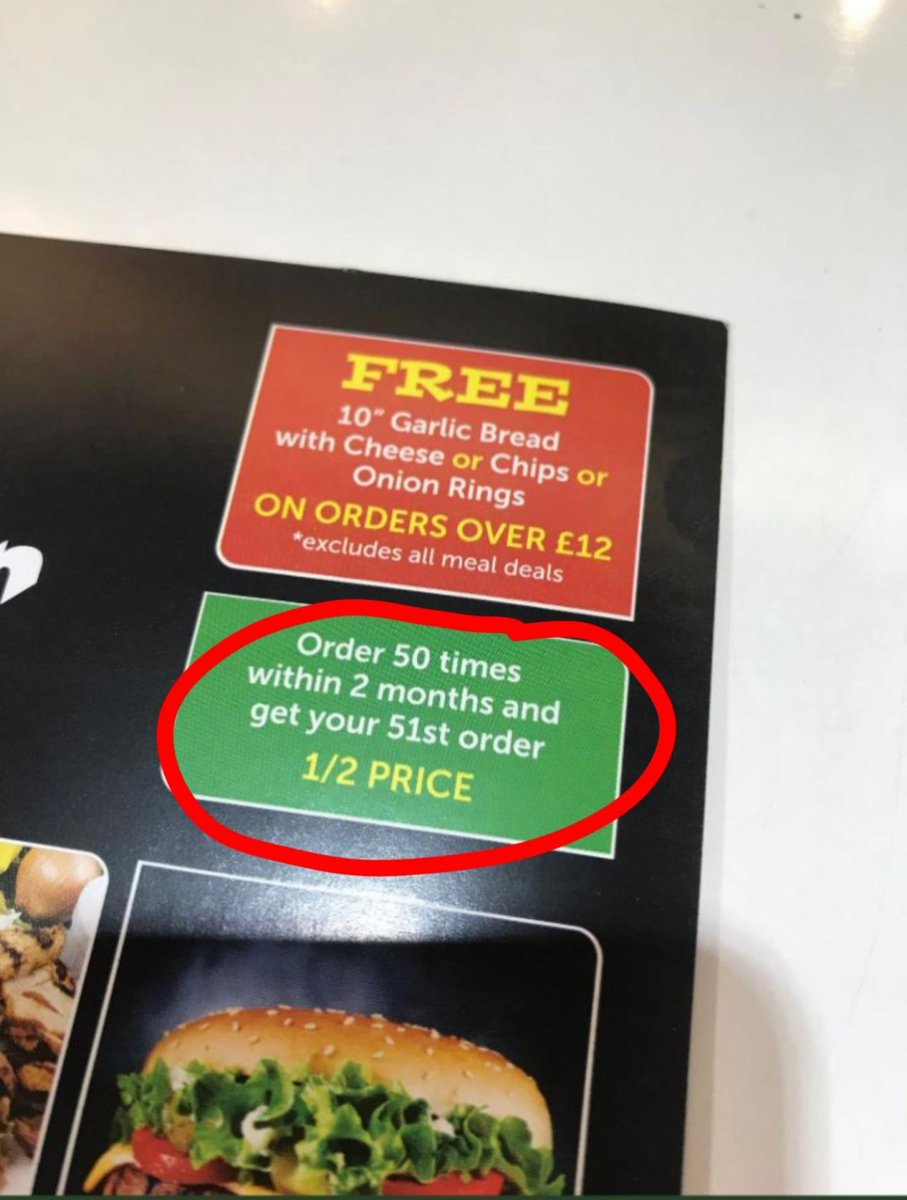 FREE
10" Garlic Bread
with Cheese or Chips or
Onion Rings
ON ORDERS OVER £12
*excludes all meal deals
Order 50 times
within 2 months and
get your 51st order
1/2 PRICE